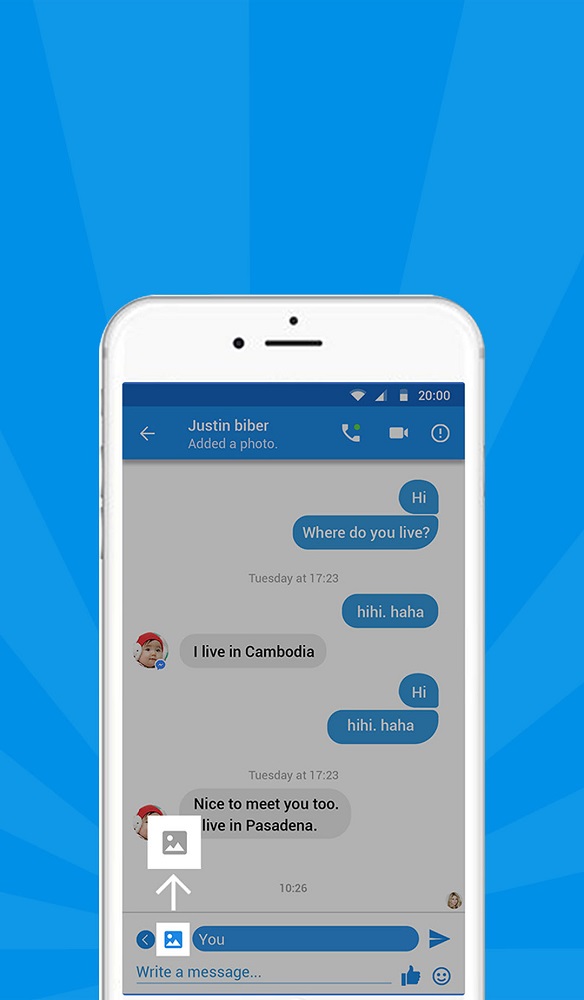 20:00
Justin biber
Added a photo.
Hi
Where do you live?
Tuesday at 17:23
hihi. haha
I live in Cambodia
Hi
hihi. haha
Tuesday at 17:23
Nice to meet you too.
live in Pasadena.
10:26
You
Write a message...